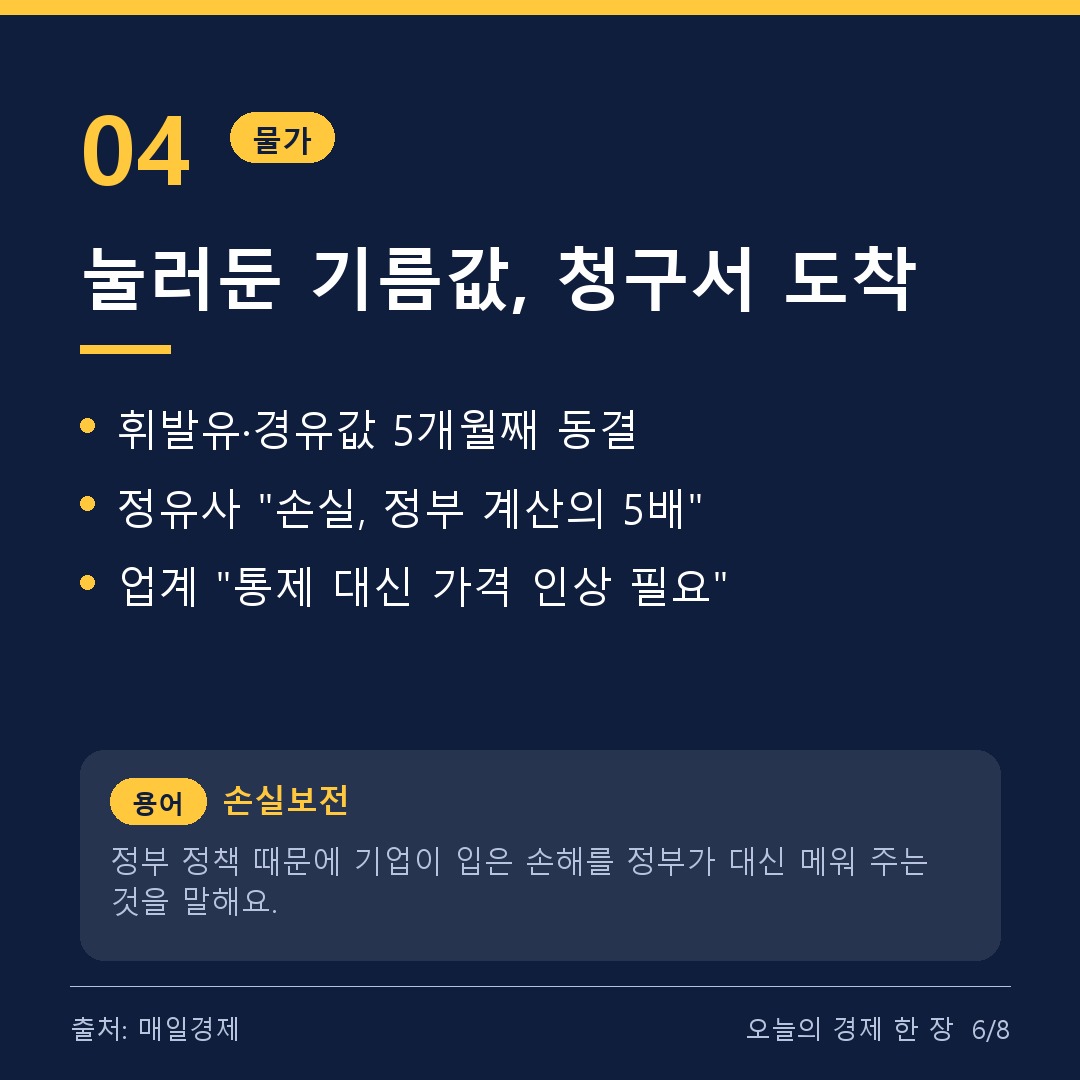 04 물가
눌러둔 기름값, 청구서 도착
• 휘발유·경유값 5개월째 동결
• 정유사 "손실, 정부 계산의 5배"
• 업계 "통제 대신 가격 인상 필요"
용어 손실보전
정부 정책 때문에 기업이 입은 손해를 정부가 대신 메워 주는
것을 말해요.
출처: 매일경제 오늘의 경제 한 장 6/8